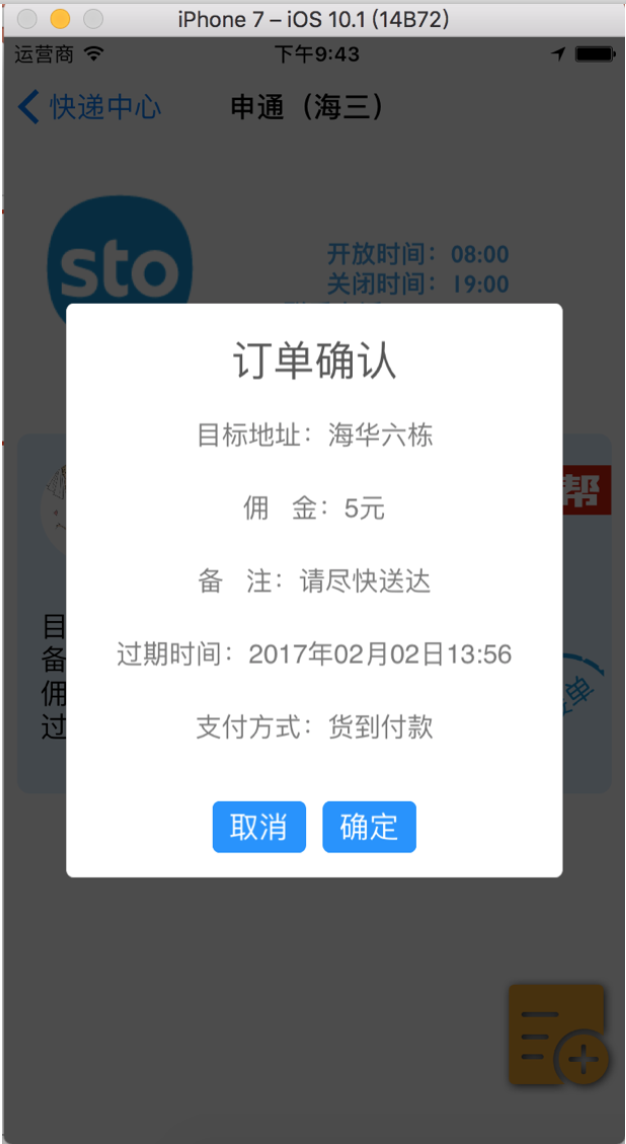 iPhone 7 – iOS 10.1 (14B72)
运营商 下午9:43
快递中心 申通（海三）
sto
开放时间：08:00
关闭时间：19:00
订单确认
目标地址：海华六栋
帮
佣 金：5元
备 注：请尽快送达
目
备
过期时间：2017年02月02日13:56
佣
过
支付方式：货到付款
取消 确定